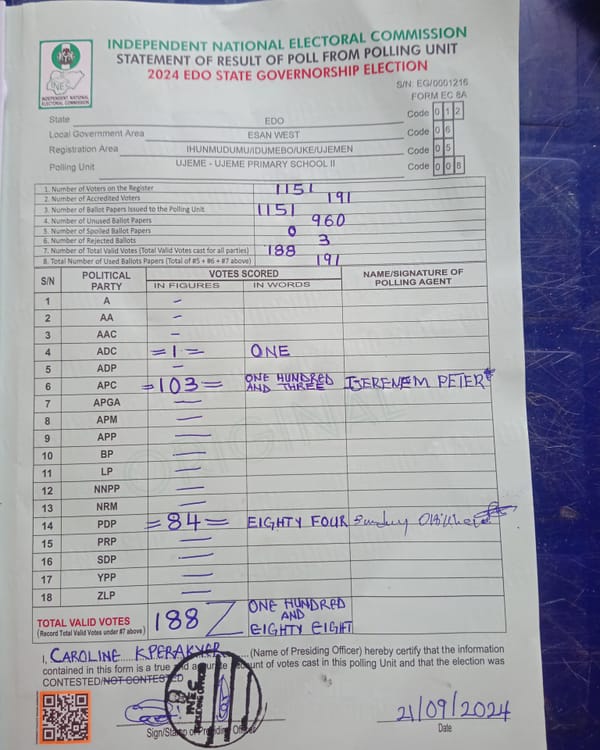 INDEPENDENT NATIONAL ELECTORAL COMMISSION
STATEMENT OF RESULT OF POLL FROM POLLING UNIT
2024 EDO STATE GOVERNORSHIP ELECTION
INEC
INDEPENDENT NATIONAL
ELECTORAL COMMISSION
S/N: EG/0001216
FORM EC 8A
State EDO Code 0 1 2
Local Government Area ESAN WEST Code 0 6
Registration Area IHUNMUDUMU/IDUMEBO/UKE/UJEMEN Code 0 5
Polling Unit UJEME - UJEME PRIMARY SCHOOL II Code 0 0 8
1. Number of Voters on the Register 1151
2. Number of Accredited Voters 191
3. Number of Ballot Papers Issued to the Polling Unit 1151
4. Number of Unused Ballot Papers 960
5. Number of Spoiled Ballot Papers 0
6. Number of Rejected Ballots 3
7. Number of Total Valid Votes (Total Valid Votes cast for all parties) 188
8. Total Number of Used Ballots Papers (Total of #5 + #6 + #7 above) 191
S/N POLITICAL PARTY VOTES SCORED NAME/SIGNATURE OF POLLING AGENT
IN FIGURES IN WORDS
1 A –
2 AA –
3 AAC –
4 ADC =1= ONE
5 ADP –
6 APC =103= ONE HUNDRED AND THREE PETER
7 APGA —
8 APM —
9 APP —
10 BP —
11 LP —
12 NNPP —
13 NRM —
14 PDP =84= EIGHTY FOUR Sunday
15 PRP —
16 SDP —
17 YPP —
18 ZLP —
TOTAL VALID VOTES 188 ONE HUNDRED AND EIGHTY EIGHT
(Record Total Valid Votes under #7 above)
ORIGINAL
I, CAROLINE KPERAKYER (Name of Presiding Officer) hereby certify that the information
contained in this form is a true and accurate account of votes cast in this polling Unit and that the election was
CONTESTED/NOT CONTESTED
INEC
PRESIDING OFFICER
21/09/2024
Sign/Stamp of Presiding Officer Date